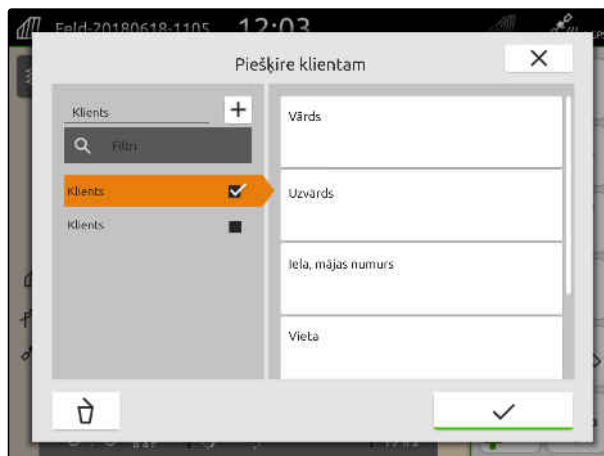 Feld-20180618-1105
12:03
Piešķire klientam
Klients
Filtri
Klients
Klients
Vārds
Uzvārds
Iela, mājas numurs
Vieta